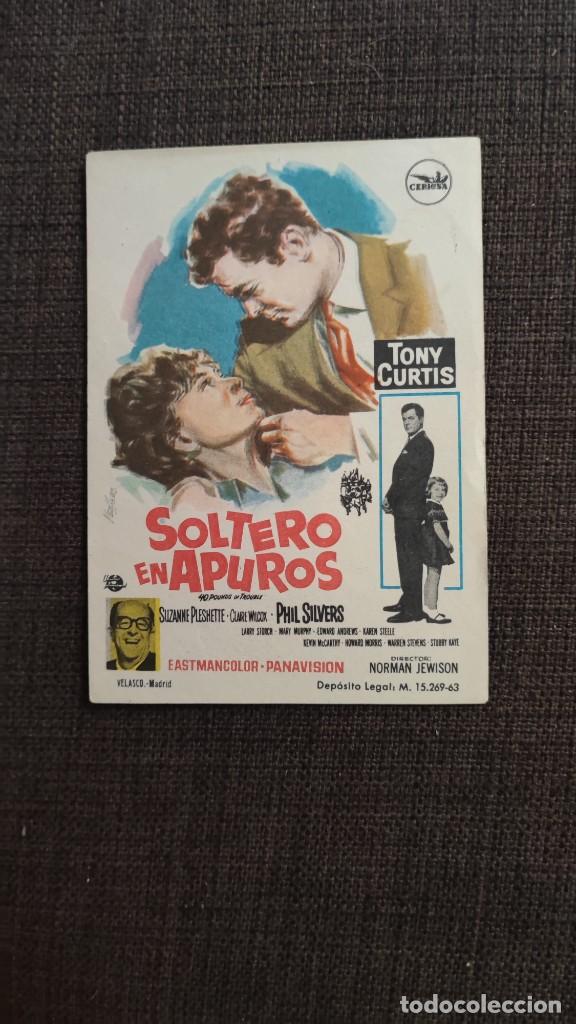 CEPICSA
TONY
CURTIS
SOLTERO
EN APUROS
40 POUNDS OF TROUBLE
SUZANNE PLESHETTE · CLAIRE WILCOX · PHIL SILVERS
LARRY STORCH · MARY MURPHY · EDWARD ANDREWS · KAREN STEELE
KEVIN McCARTHY · HOWARD MORRIS · WARREN STEVENS · STUBBY KAYE
EASTMANCOLOR · PANAVISION
DIRECTOR:
NORMAN JEWISON
VELASCO.-Madrid
Depósito Legal: M. 15.269-63
todocoleccion